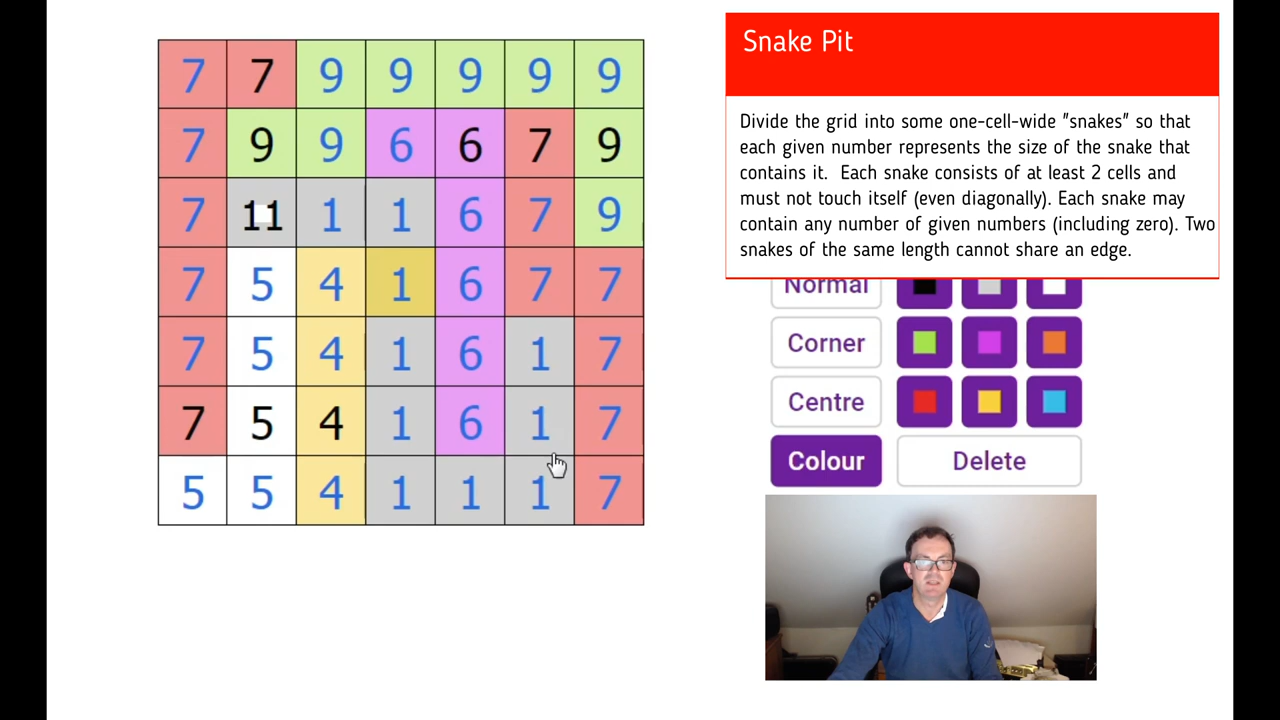 Snake Pit
Divide the grid into some one-cell-wide "snakes" so that
each given number represents the size of the snake that
contains it. Each snake consists of at least 2 cells and
must not touch itself (even diagonally). Each snake may
contain any number of given numbers (including zero). Two
snakes of the same length cannot share an edge.
7 7 9 9 9 9 9
7 9 9 6 6 7 9
7 11 1 1 6 7 9
7 5 4 1 6 7 7
7 5 4 1 6 1 7
7 5 4 1 6 1 7
5 5 4 1 1 1 7
Normal
Corner
Centre
Colour
Delete